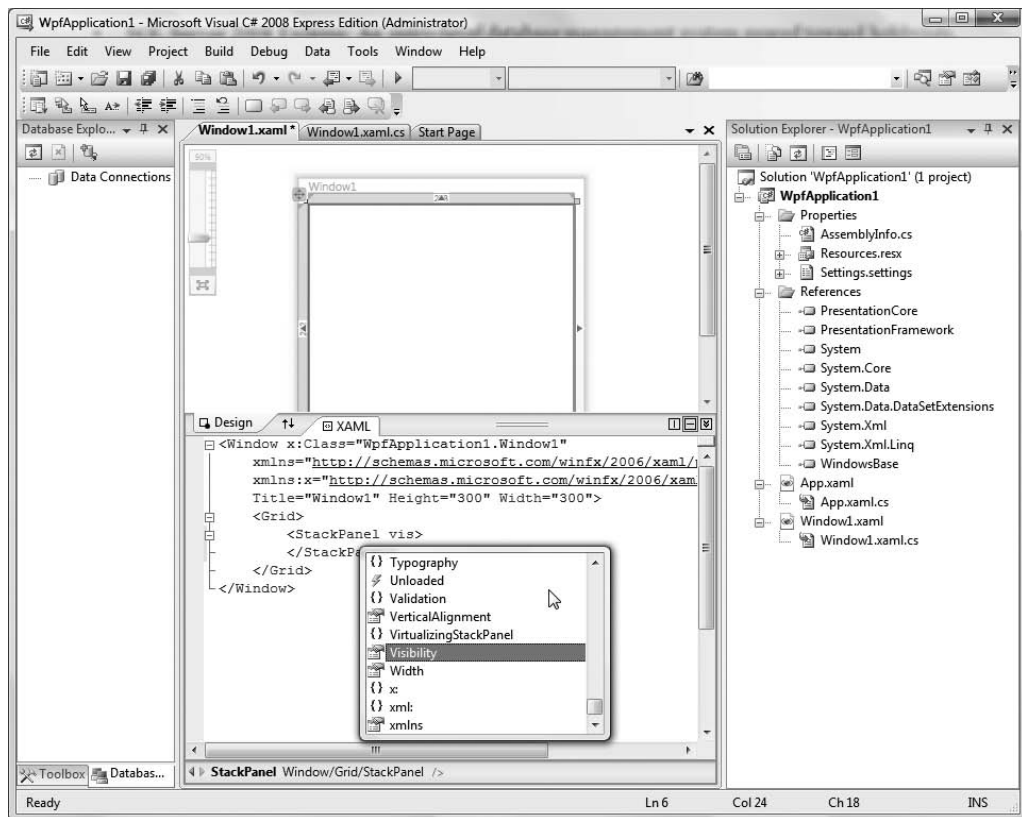 WpfApplication1 - Microsoft Visual C# 2008 Express Edition (Administrator)
File Edit View Project Build Debug Data Tools Window Help
Database Explo...
Data Connections
Toolbox Databas...
Window1.xaml * Window1.xaml.cs Start Page
50%
Window1
Design XAML
<Window x:Class="WpfApplication1.Window1"
xmlns="http://schemas.microsoft.com/winfx/2006/xaml/
xmlns:x="http://schemas.microsoft.com/winfx/2006/xam
Title="Window1" Height="300" Width="300">
<Grid>
<StackPanel vis>
</StackPa
</Grid>
</Window>
{} Typography
Unloaded
{} Validation
VerticalAlignment
{} VirtualizingStackPanel
Visibility
Width
{} x:
{} xml:
xmlns
StackPanel Window/Grid/StackPanel />
Solution Explorer - WpfApplication1
Solution 'WpfApplication1' (1 project)
WpfApplication1
Properties
AssemblyInfo.cs
Resources.resx
Settings.settings
References
PresentationCore
PresentationFramework
System
System.Core
System.Data
System.Data.DataSetExtensions
System.Xml
System.Xml.Linq
WindowsBase
App.xaml
App.xaml.cs
Window1.xaml
Window1.xaml.cs
Ready Ln 6 Col 24 Ch 18 INS